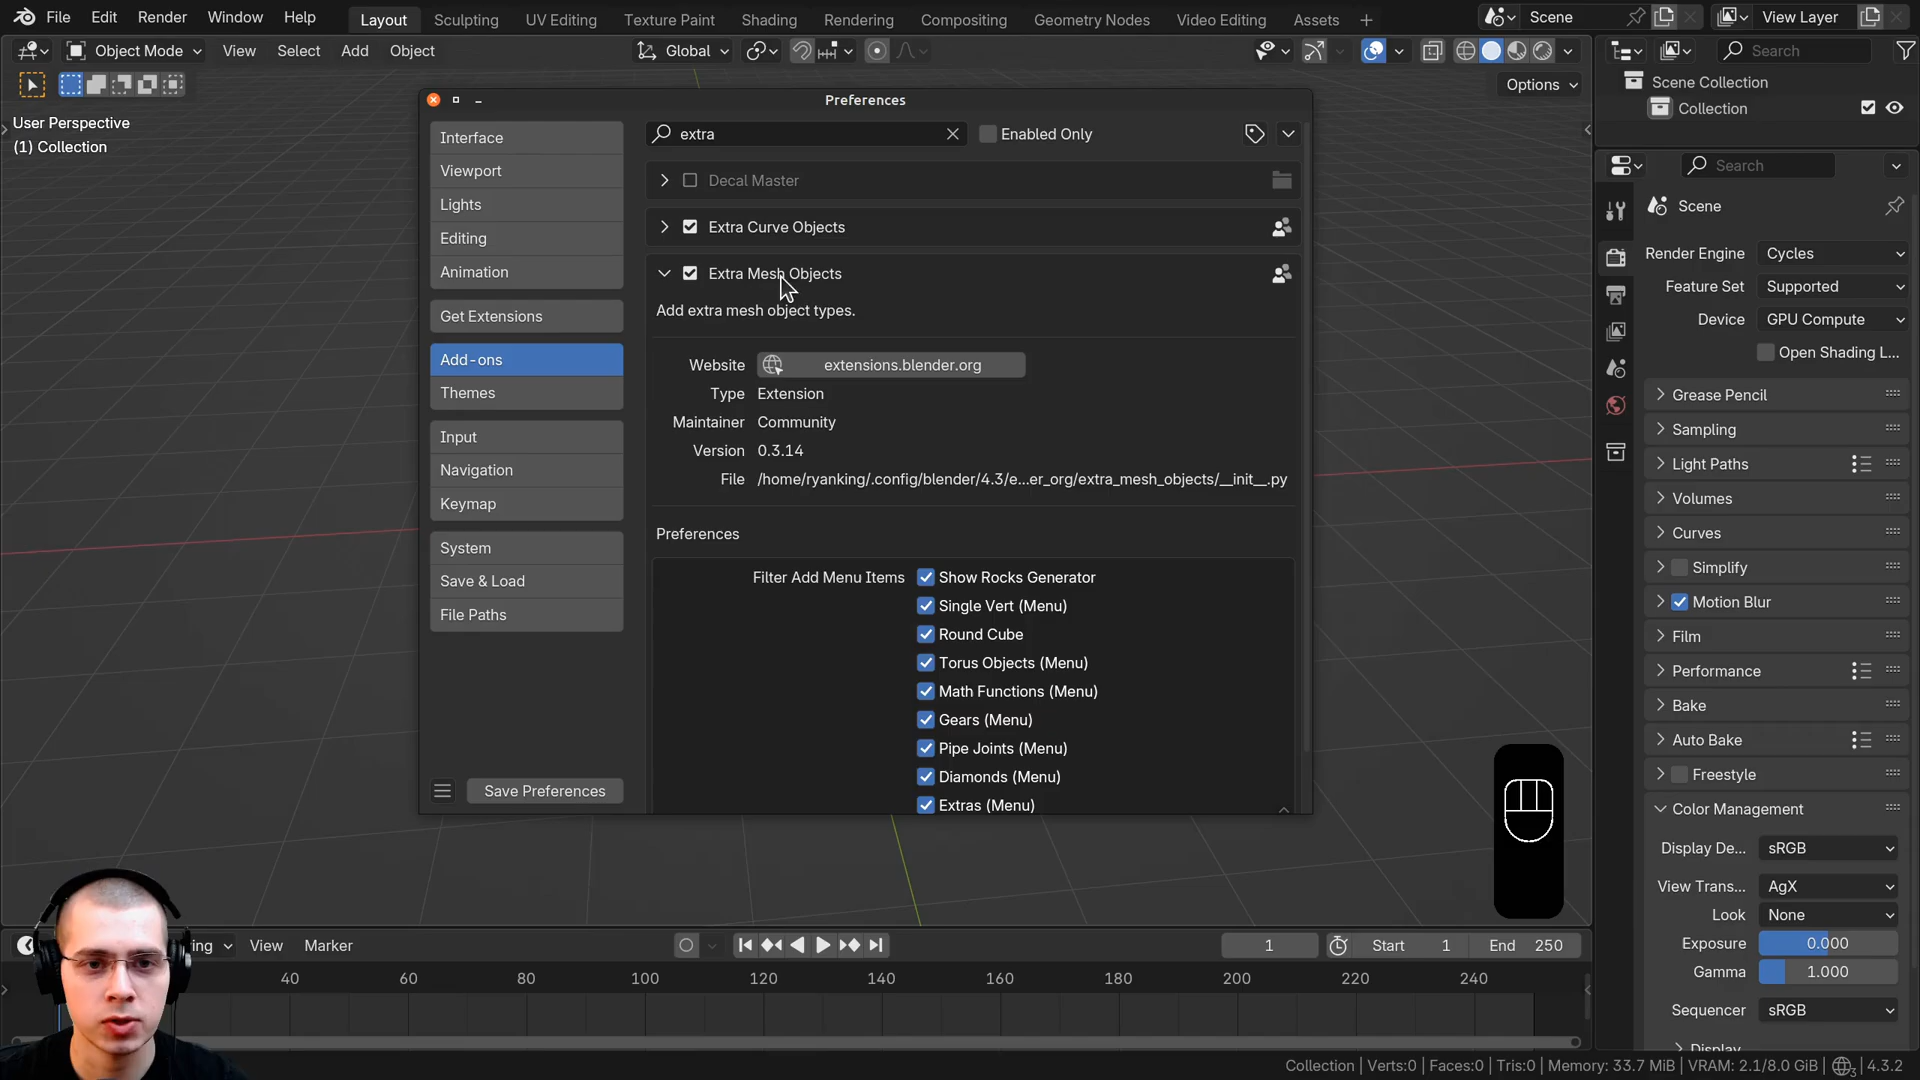 File Edit Render Window Help Layout Sculpting UV Editing Texture Paint Shading Rendering Compositing Geometry Nodes Video Editing Assets + Scene View Layer
Object Mode View Select Add Object Global Search
Options
User Perspective
(1) Collection
Scene Collection
Collection
Preferences
Interface
Viewport
Lights
Editing
Animation
Get Extensions
Add-ons
Themes
Input
Navigation
Keymap
System
Save & Load
File Paths
Save Preferences
extra Enabled Only
Decal Master
Extra Curve Objects
Extra Mesh Objects
Add extra mesh object types.
Website extensions.blender.org
Type Extension
Maintainer Community
Version 0.3.14
File /home/ryanking/.config/blender/4.3/e...er_org/extra_mesh_objects/__init__.py
Preferences
Filter Add Menu Items Show Rocks Generator
Single Vert (Menu)
Round Cube
Torus Objects (Menu)
Math Functions (Menu)
Gears (Menu)
Pipe Joints (Menu)
Diamonds (Menu)
Extras (Menu)
Search
Scene
Render Engine Cycles
Feature Set Supported
Device GPU Compute
Open Shading L...
Grease Pencil
Sampling
Light Paths
Volumes
Curves
Simplify
Motion Blur
Film
Performance
Bake
Auto Bake
Freestyle
Color Management
Display De... sRGB
View Trans... AgX
Look None
Exposure 0.000
Gamma 1.000
Sequencer sRGB
Display
ing View Marker 1 Start 1 End 250
40 60 80 100 120 140 160 180 200 220 240
Collection | Verts:0 | Faces:0 | Tris:0 | Memory: 33.7 MiB | VRAM: 2.1/8.0 GiB | 3 4.3.2